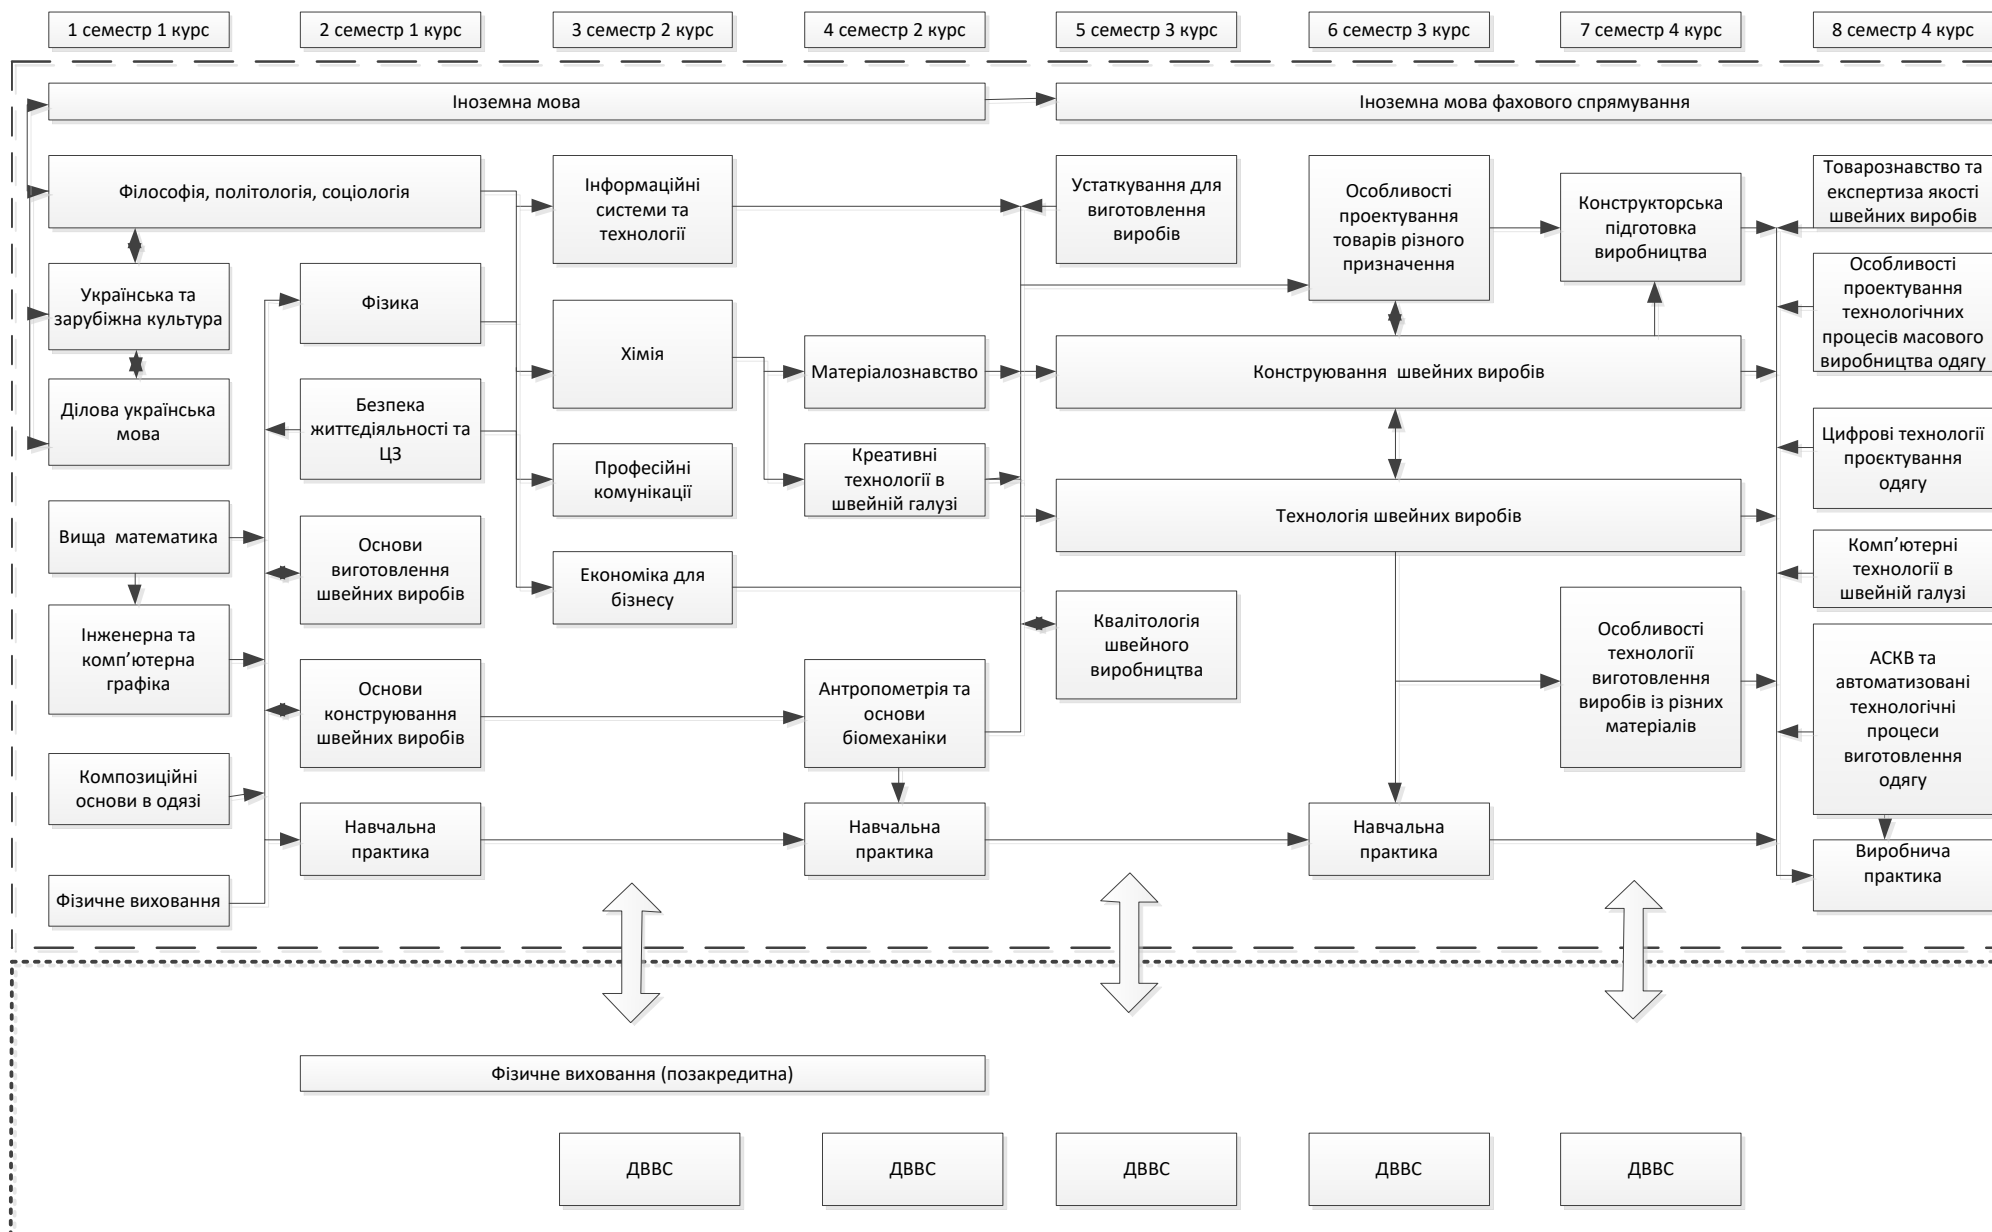 1 семестр 1 курс
2 семестр 1 курс
3 семестр 2 курс
4 семестр 2 курс
5 семестр 3 курс
6 семестр 3 курс
7 семестр 4 курс
8 семестр 4 курс
Іноземна мова
Іноземна мова фахового спрямування
Філософія, політологія, соціологія
Інформаційні
системи та
технології
Устаткування для
виготовлення
виробів
Особливості
проектування
товарів різного
призначення
Конструкторська
підготовка
виробництва
Товарознавство та
експертиза якості
швейних виробів
Українська та
зарубіжна культура
Фізика
Хімія
Матеріалознавство
Конструювання швейних виробів
Особливості
проектування
технологічних
процесів масового
виробництва одягу
Ділова українська
мова
Безпека
життєдіяльності та
ЦЗ
Професійні
комунікації
Креативні
технології в
швейній галузі
Технологія швейних виробів
Цифрові технології
проєктування
одягу
Вища математика
Основи
виготовлення
швейних виробів
Економіка для
бізнесу
Квалітологія
швейного
виробництва
Особливості
технології
виготовлення
виробів із різних
матеріалів
Комп’ютерні
технології в
швейній галузі
Інженерна та
комп’ютерна
графіка
Основи
конструювання
швейних виробів
Антропометрія та
основи
біомеханіки
АСКВ та
автоматизовані
технологічні
процеси
виготовлення
одягу
Композиційні
основи в одязі
Навчальна
практика
Навчальна
практика
Навчальна
практика
Виробнича
практика
Фізичне виховання
Фізичне виховання (позакредитна)
ДВВС
ДВВС
ДВВС
ДВВС
ДВВС